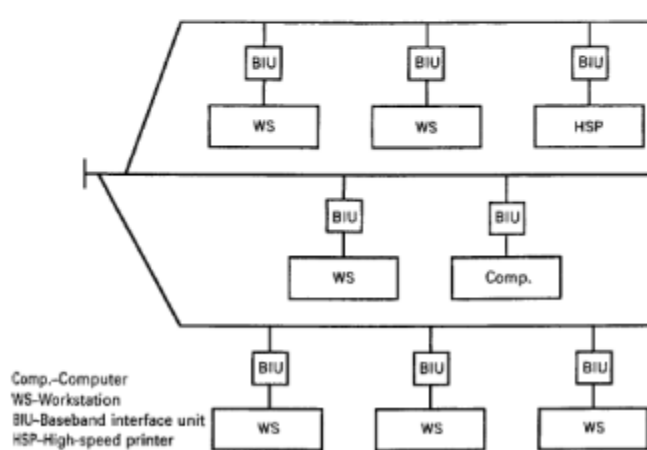 BIU BIU BIU
WS WS HSP
BIU BIU
WS Comp.
BIU BIU BIU
Comp.-Computer
WS-Workstation
BIU-Baseband interface unit
HSP-High-speed printer
WS WS WS